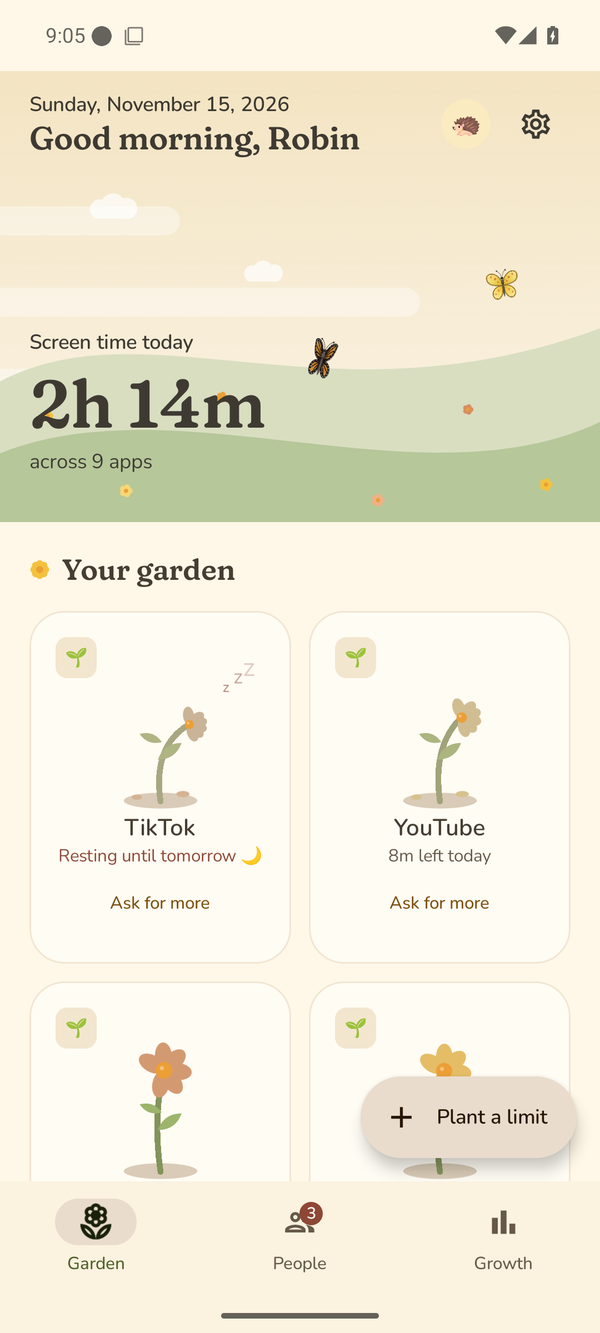 9:05
Sunday, November 15, 2026
Good morning, Robin
Screen time today
2h 14m
across 9 apps
Your garden
z z Z
TikTok
Resting until tomorrow 🌙
Ask for more
YouTube
8m left today
Ask for more
Plant a limit
3
Garden
People
Growth